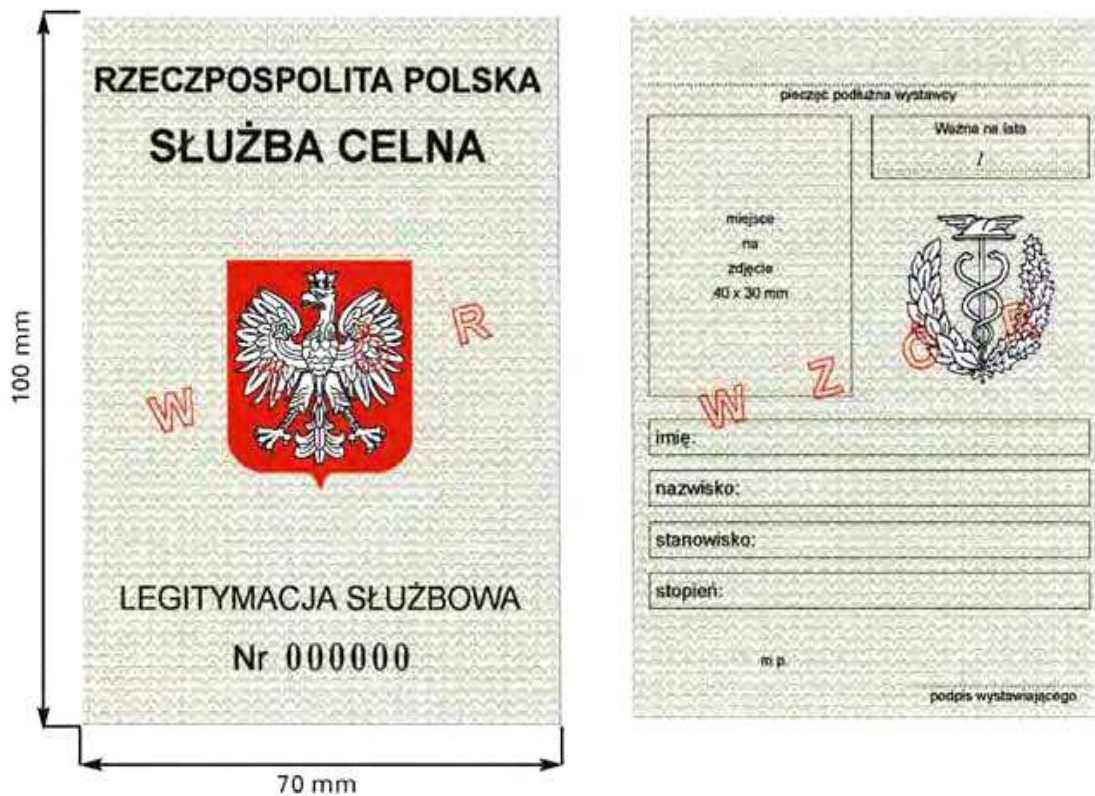 100 mm
RZECZPOSPOLITA POLSKA
SŁUŻBA CELNA
W R
LEGITYMACJA SŁUŻBOWA
Nr 000000
70 mm
pieczęć podłużna wystawcy
Ważna na lata
miejsce
na
zdjęcie
40 x 30 mm
W Z Ó R
imię:
nazwisko:
stanowisko:
stopień:
m.p.
podpis wystawiającego